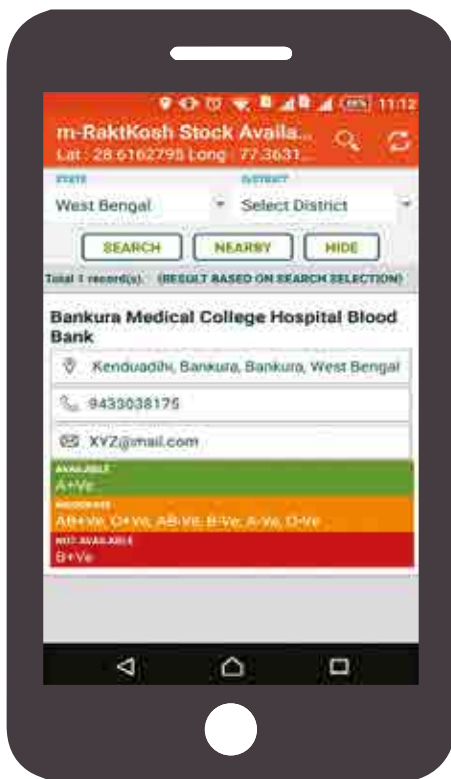 11:12
m-RaktKosh Stock Availa...
Lat : 28.6162795 Long : 77.3631...
STATE DISTRICT
West Bengal Select District
SEARCH NEARBY HIDE
Total 1 record(s). (RESULT BASED ON SEARCH SELECTION)
Bankura Medical College Hospital Blood
Bank
Kenduadihi, Bankura, Bankura, West Bengal
9433038175
XYZ@mail.com
AVAILABLE
A+Ve
MODERATE
AB+Ve, O+Ve, AB-Ve, B-Ve, A-Ve, O-Ve
NOT AVAILABLE
B+Ve